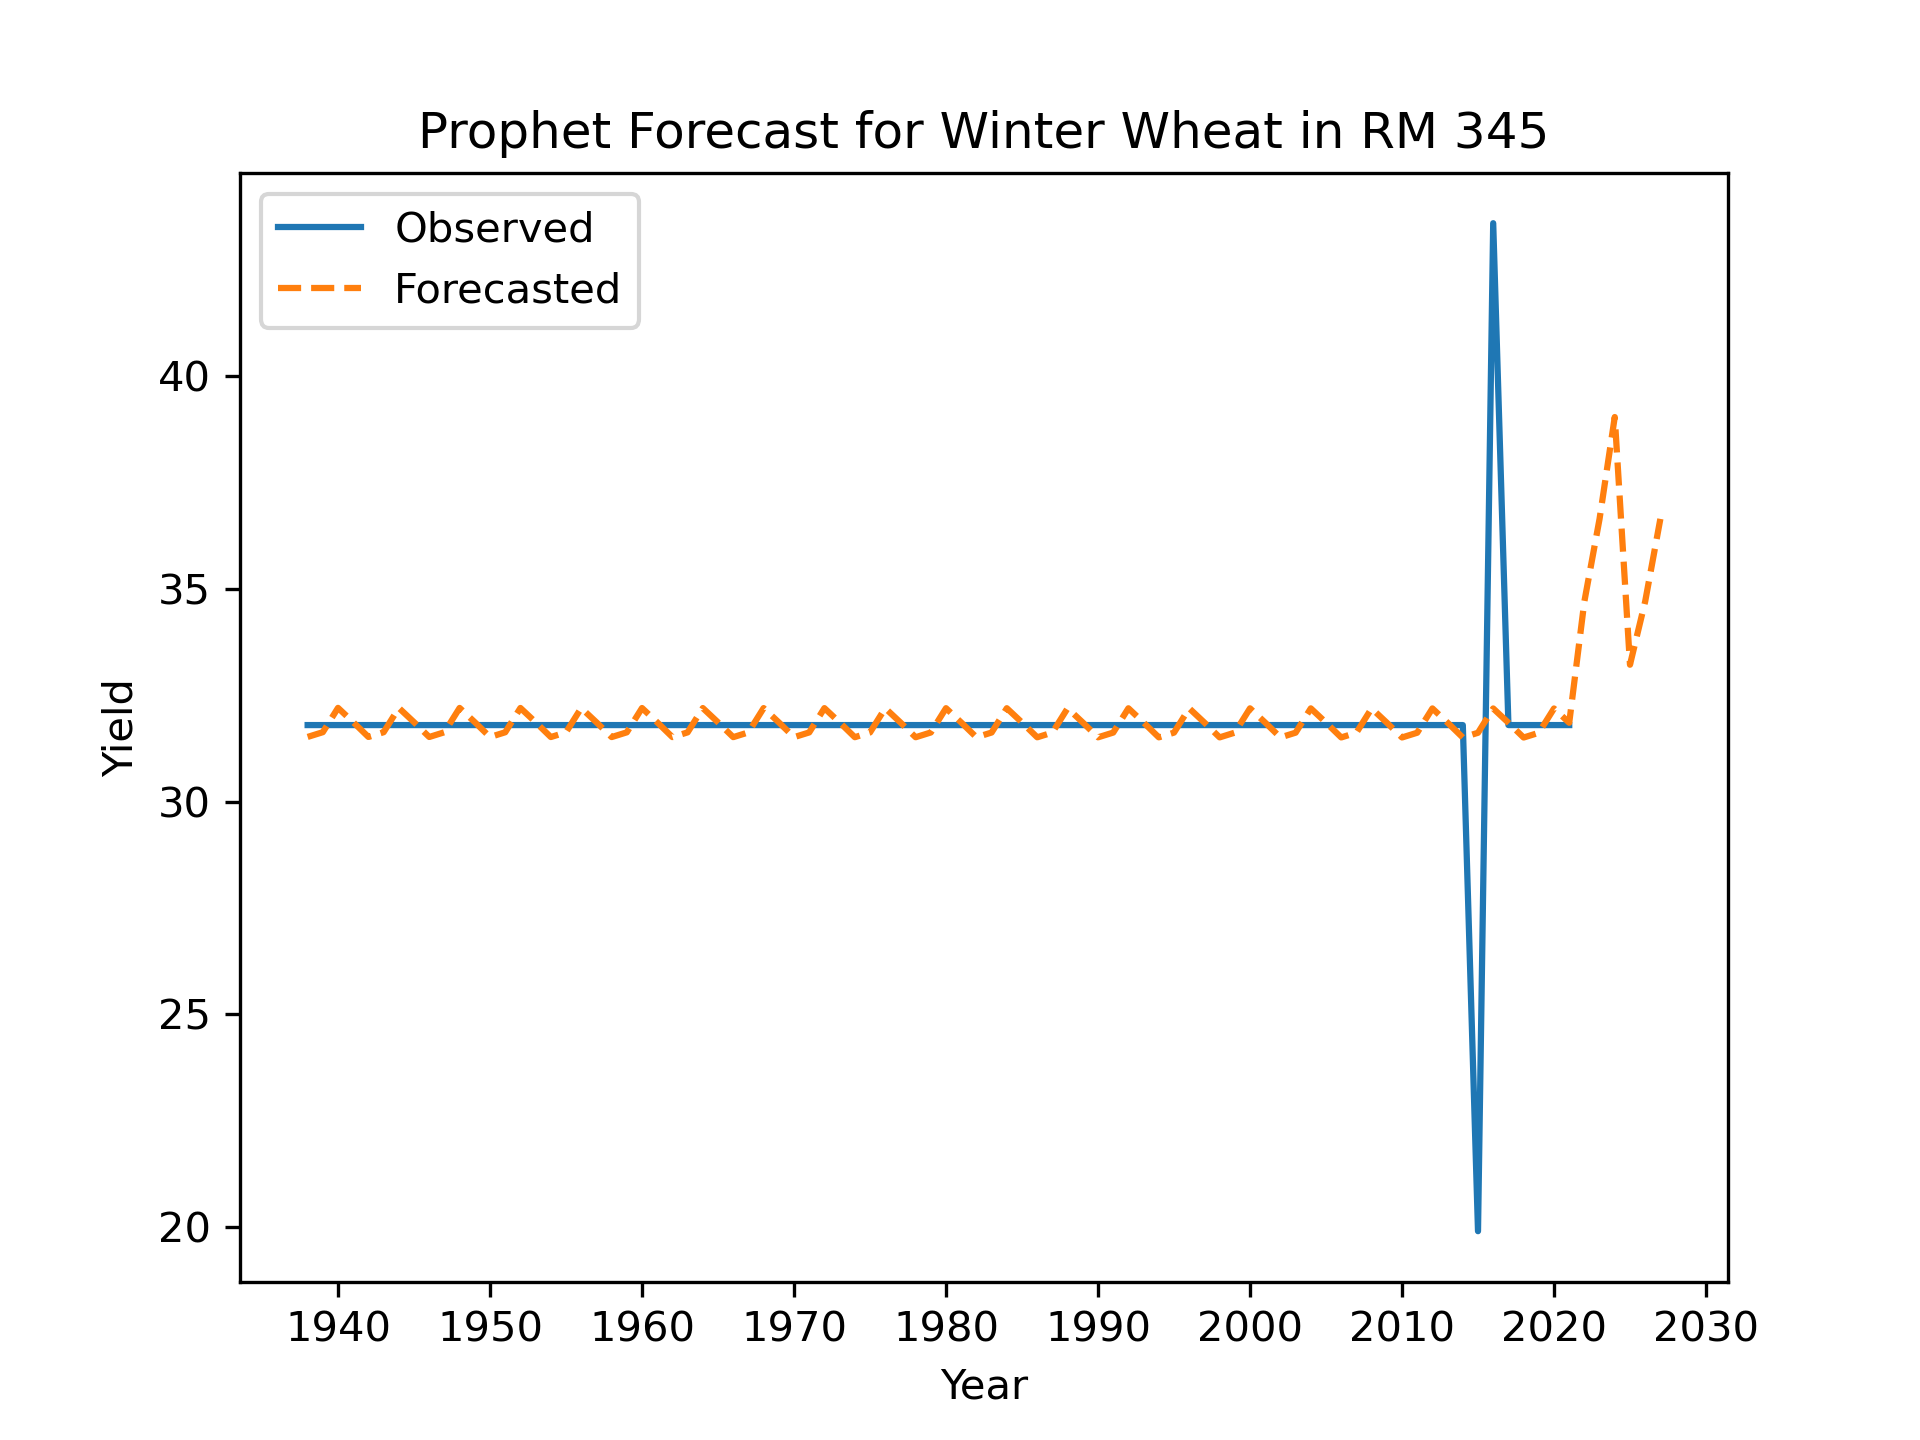 Prophet Forecast for Winter Wheat in RM 345
Observed
Forecasted
40
35
30
25
20
Yield
1940 1950 1960 1970 1980 1990 2000 2010 2020 2030
Year